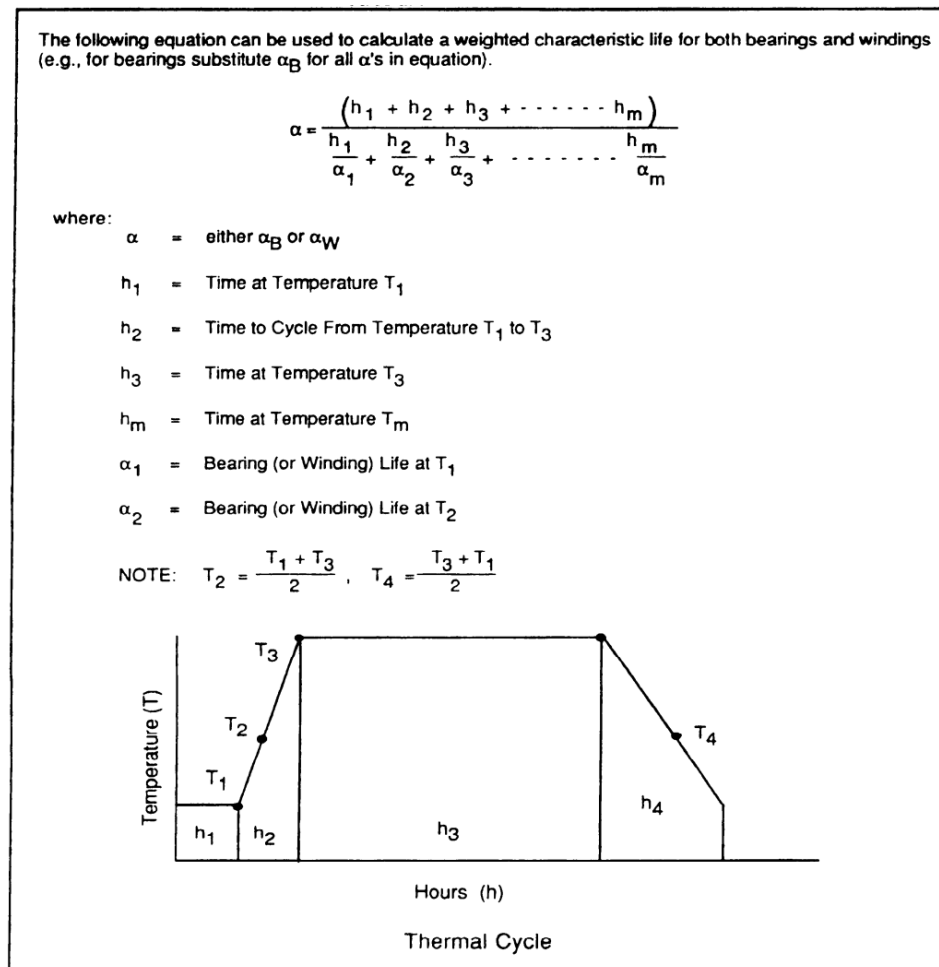 The following equation can be used to calculate a weighted characteristic life for both bearings and windings
(e.g., for bearings substitute αB for all α's in equation).
α = (h1 + h2 + h3 + - - - - - - hm) / (h1/α1 + h2/α2 + h3/α3 + - - - - - - - - hm/αm)
where:
α = either αB or αW
h1 = Time at Temperature T1
h2 = Time to Cycle From Temperature T1 to T3
h3 = Time at Temperature T3
hm = Time at Temperature Tm
α1 = Bearing (or Winding) Life at T1
α2 = Bearing (or Winding) Life at T2
NOTE: T2 = (T1 + T3) / 2 , T4 = (T3 + T1) / 2
Temperature (T)
T3
T2
T4
T1
h1
h2
h3
h4
Hours (h)
Thermal Cycle